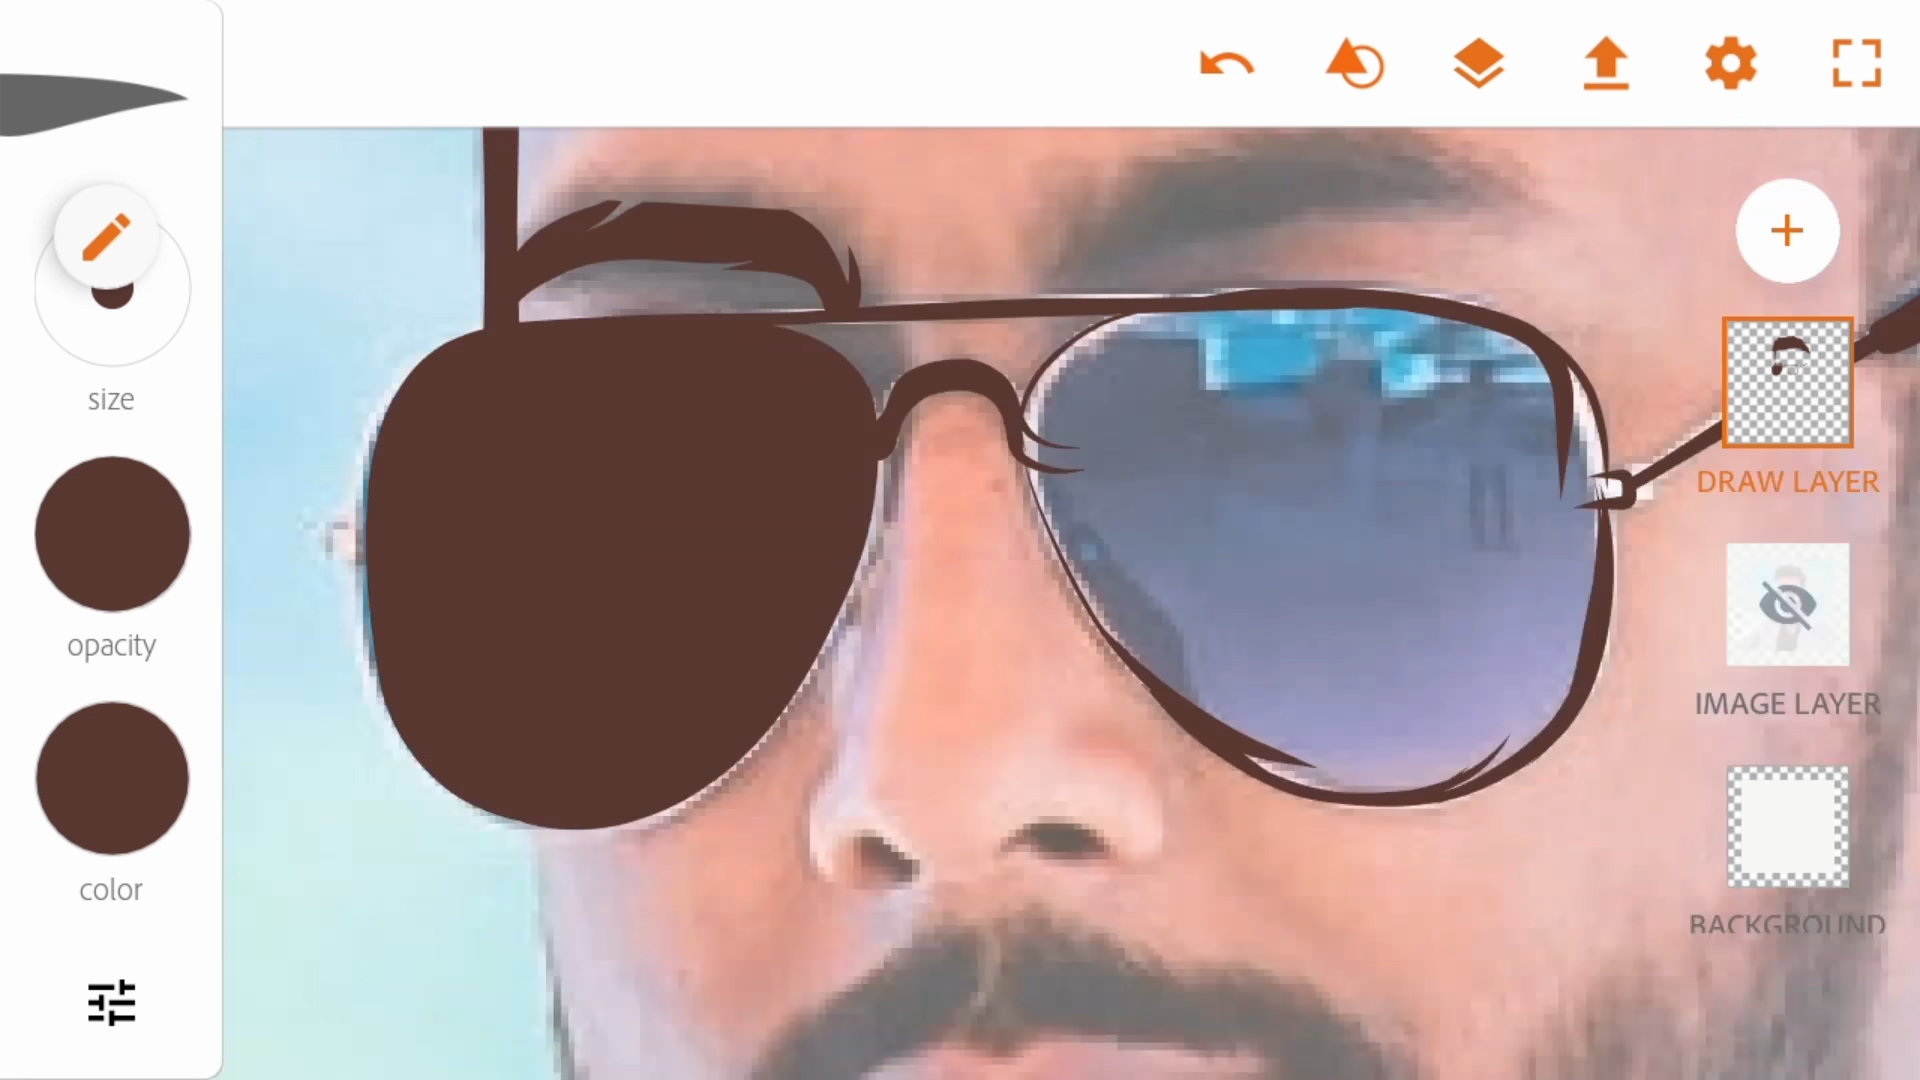 size
opacity
color
DRAW LAYER
IMAGE LAYER
BACKGROUND